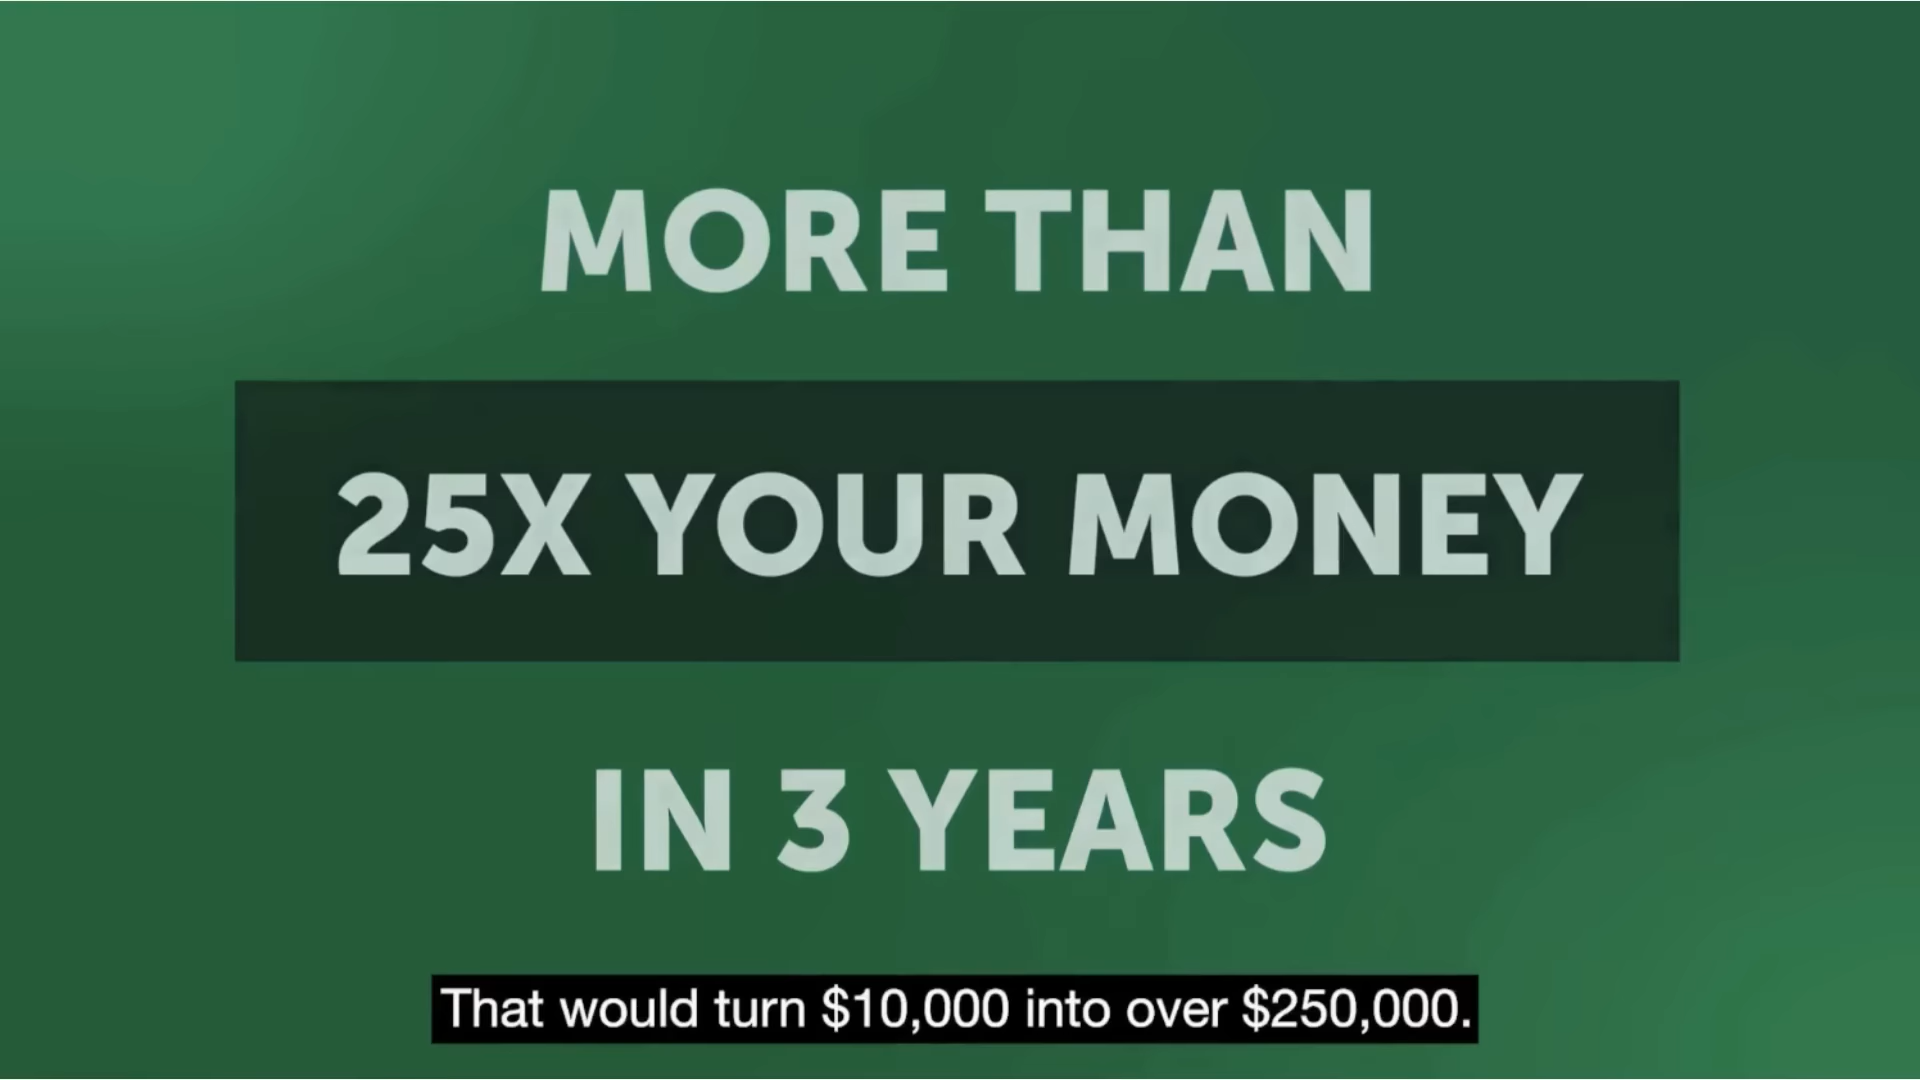 MORE THAN
25X YOUR MONEY
IN 3 YEARS
That would turn $10,000 into over $250,000.